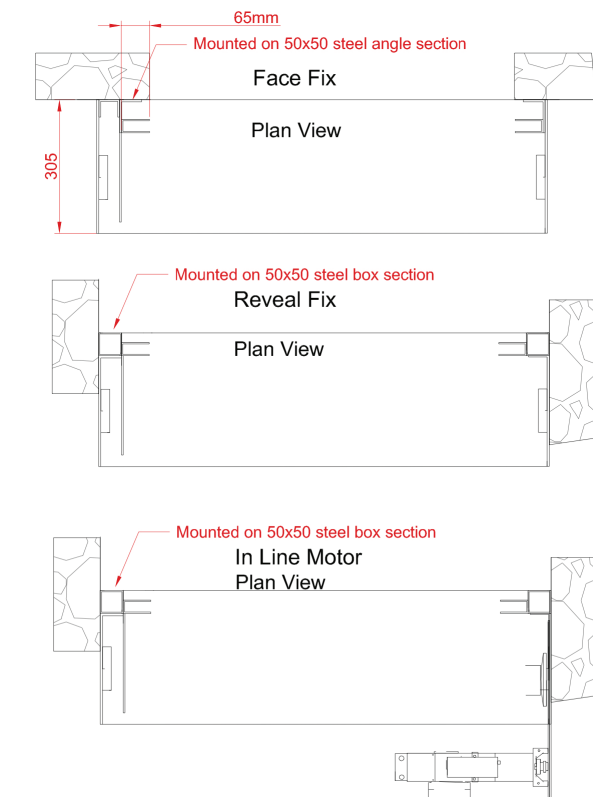 65mm
Mounted on 50x50 steel angle section
Face Fix
Plan View
305
Mounted on 50x50 steel box section
Reveal Fix
Plan View
Mounted on 50x50 steel box section
In Line Motor
Plan View